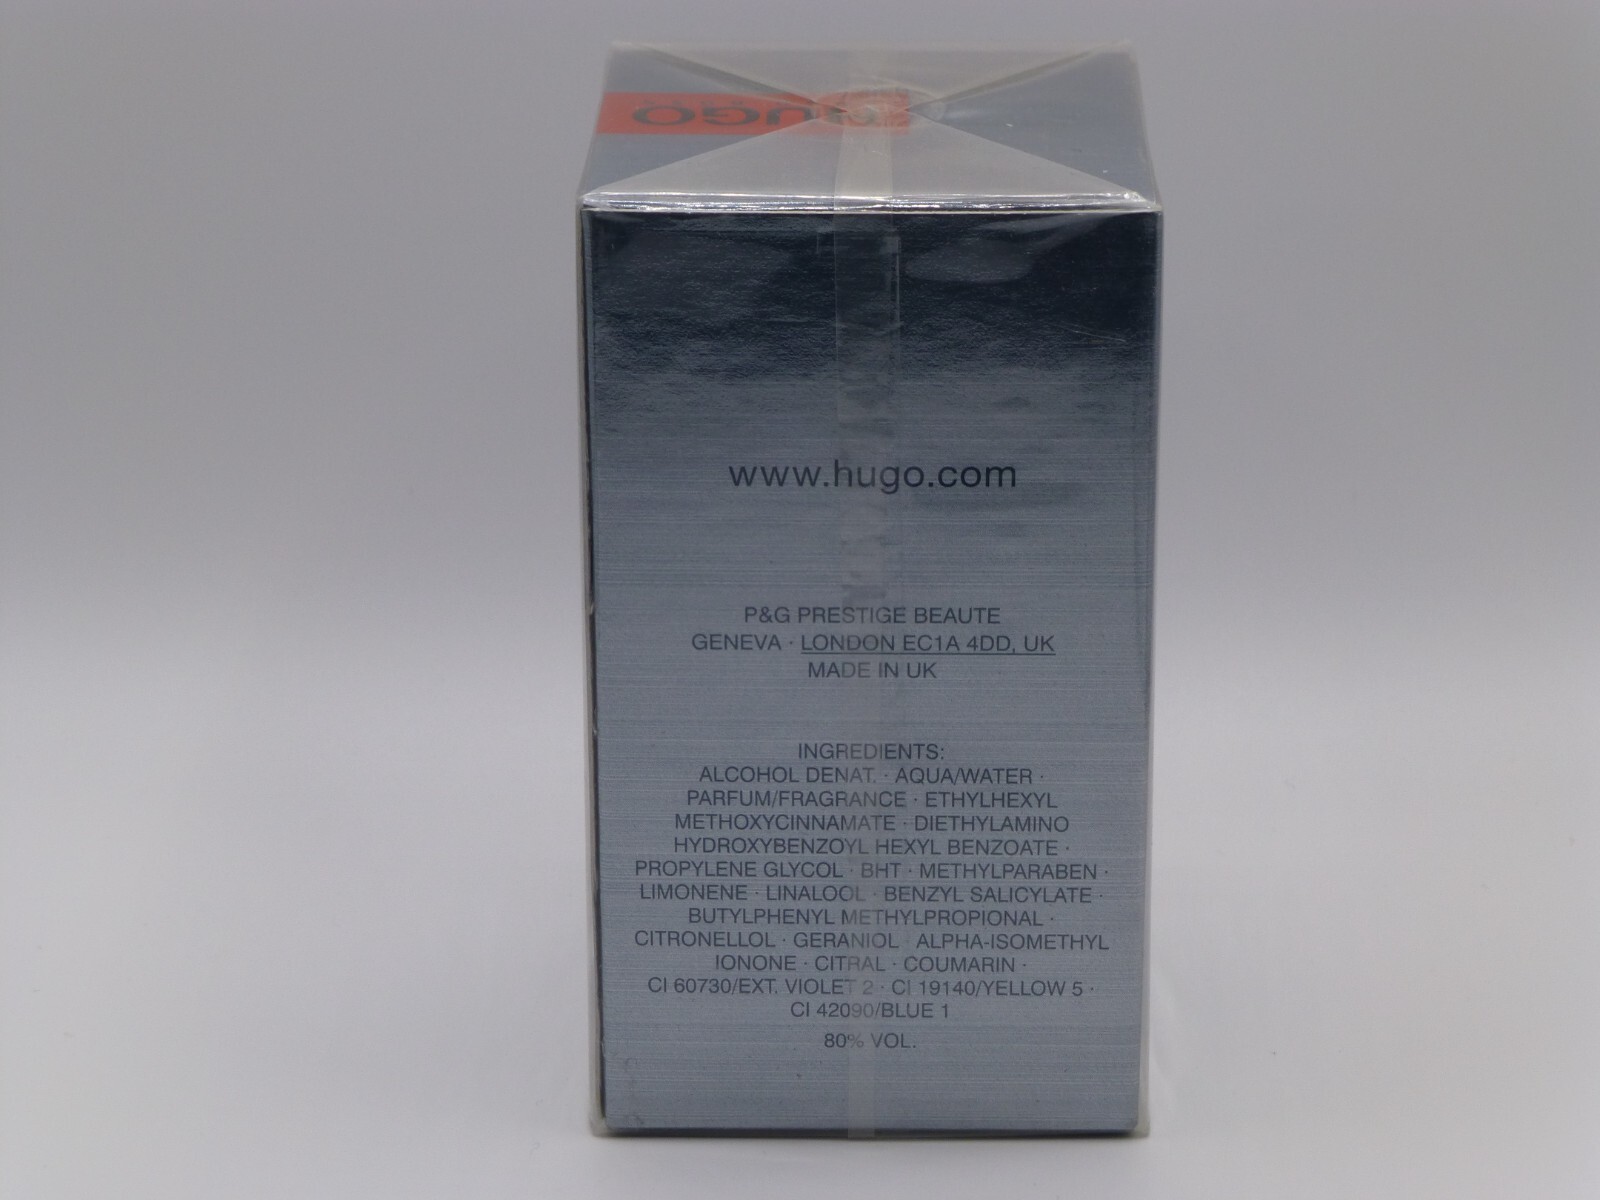 HUGO
www.hugo.com
P&G PRESTIGE BEAUTE
GENEVA · LONDON EC1A 4DD, UK
MADE IN UK
INGREDIENTS:
ALCOHOL DENAT. · AQUA/WATER ·
PARFUM/FRAGRANCE · ETHYLHEXYL
METHOXYCINNAMATE · DIETHYLAMINO
HYDROXYBENZOYL HEXYL BENZOATE ·
PROPYLENE GLYCOL · BHT · METHYLPARABEN ·
LIMONENE · LINALOOL · BENZYL SALICYLATE ·
BUTYLPHENYL METHYLPROPIONAL ·
CITRONELLOL · GERANIOL · ALPHA-ISOMETHYL
IONONE · CITRAL · COUMARIN ·
CI 60730/EXT. VIOLET 2 · CI 19140/YELLOW 5 ·
CI 42090/BLUE 1
80% VOL.